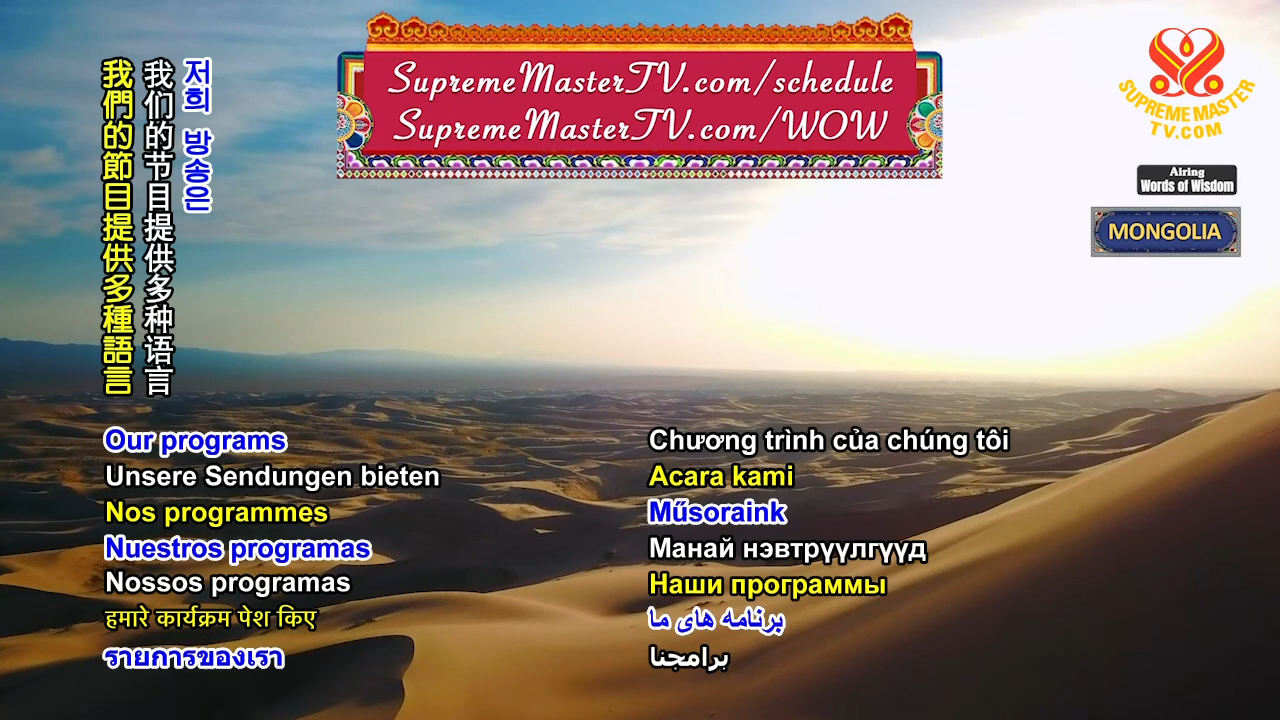 SupremeMasterTV.com/schedule
SupremeMasterTV.com/WOW
SUPREME MASTER
TV.COM
Airing
Words of Wisdom
MONGOLIA
저희 방송은
我们的节目提供多种语言
我們的節目提供多種語言
Our programs
Unsere Sendungen bieten
Nos programmes
Nuestros programas
Nossos programas
हमारे कार्यक्रम पेश किए
รายการของเรา
Chương trình của chúng tôi
Acara kami
Műsoraink
Манай нэвтрүүлгүүд
Наши программы
برنامه های ما
برامجنا